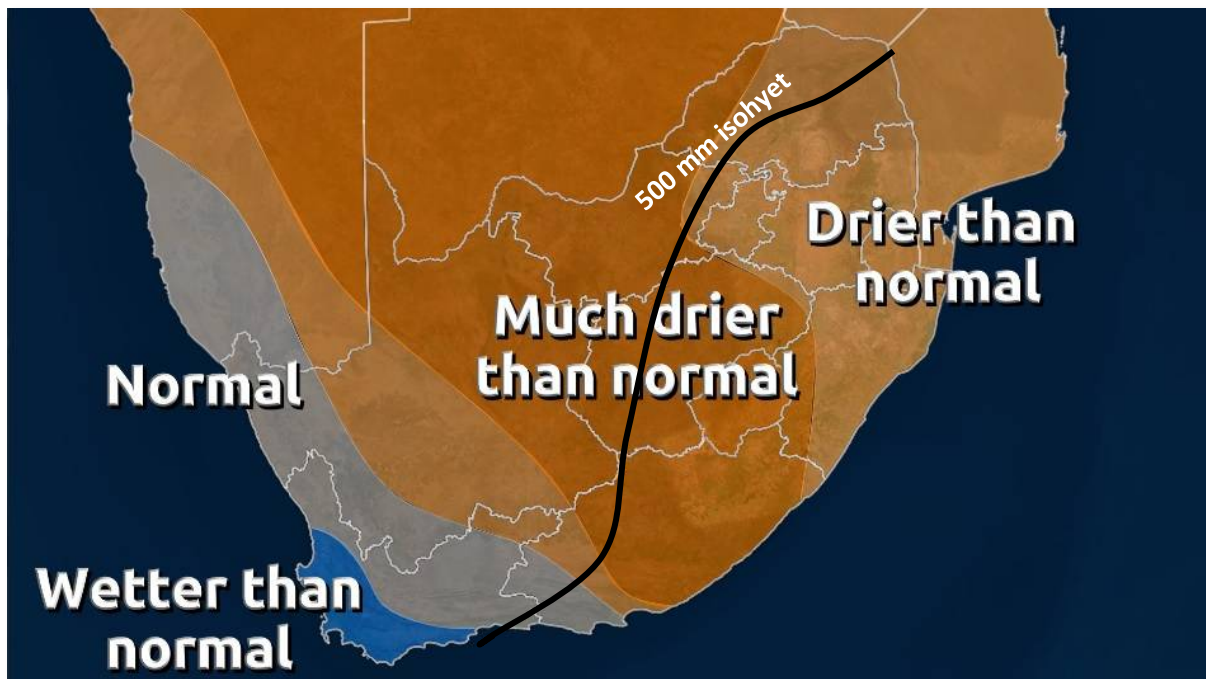 500 mm isohyet
Drier than
normal
Much drier
than normal
Normal
Wetter than
normal